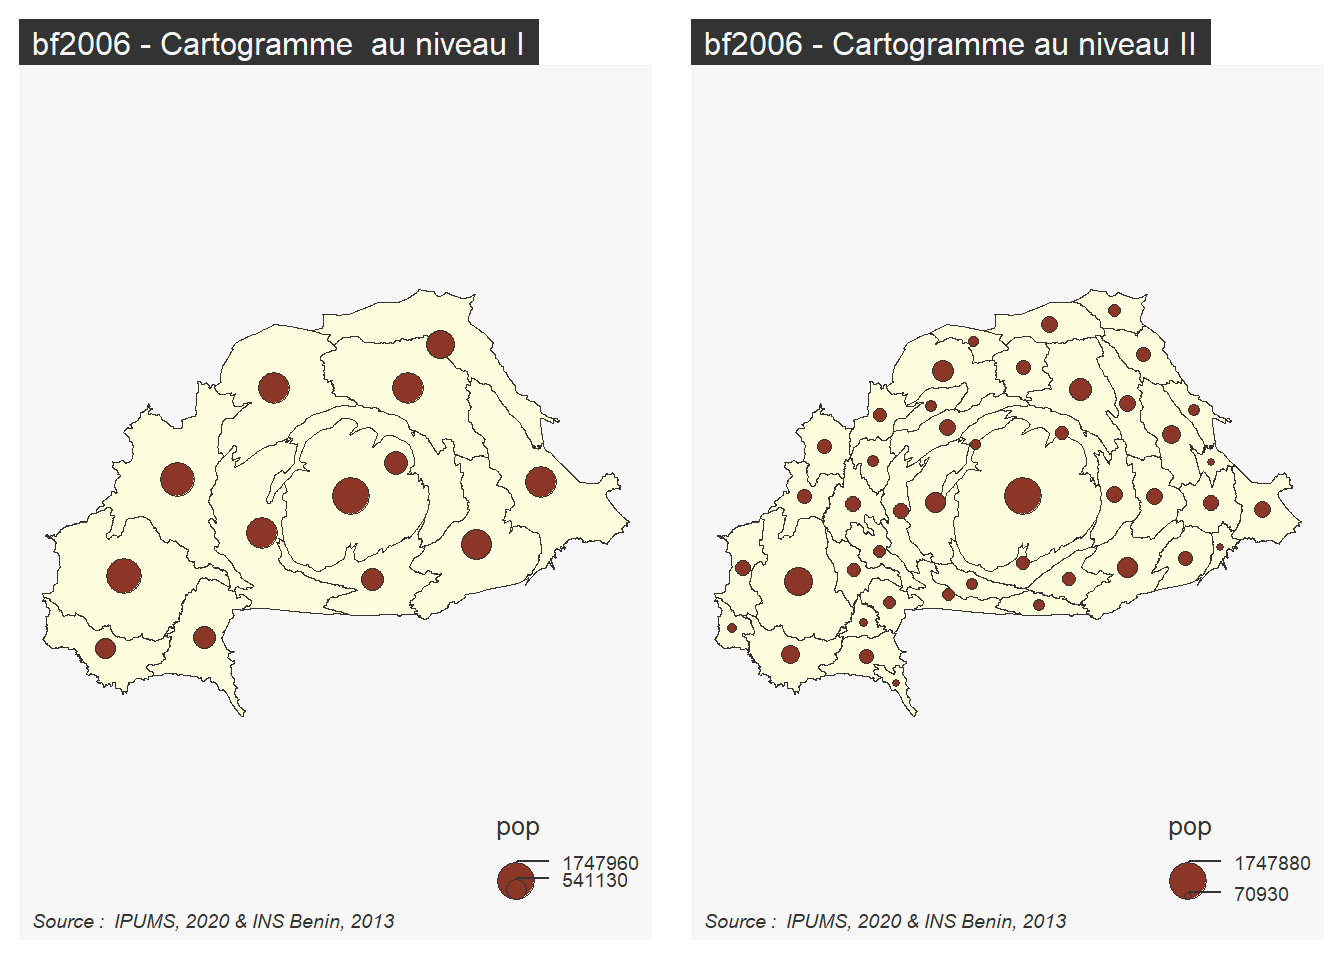 bf2006 - Cartogramme  au niveau I
pop
1747960
541130
Source :  IPUMS, 2020 & INS Benin, 2013
bf2006 - Cartogramme au niveau II
pop
1747880
70930
Source :  IPUMS, 2020 & INS Benin, 2013